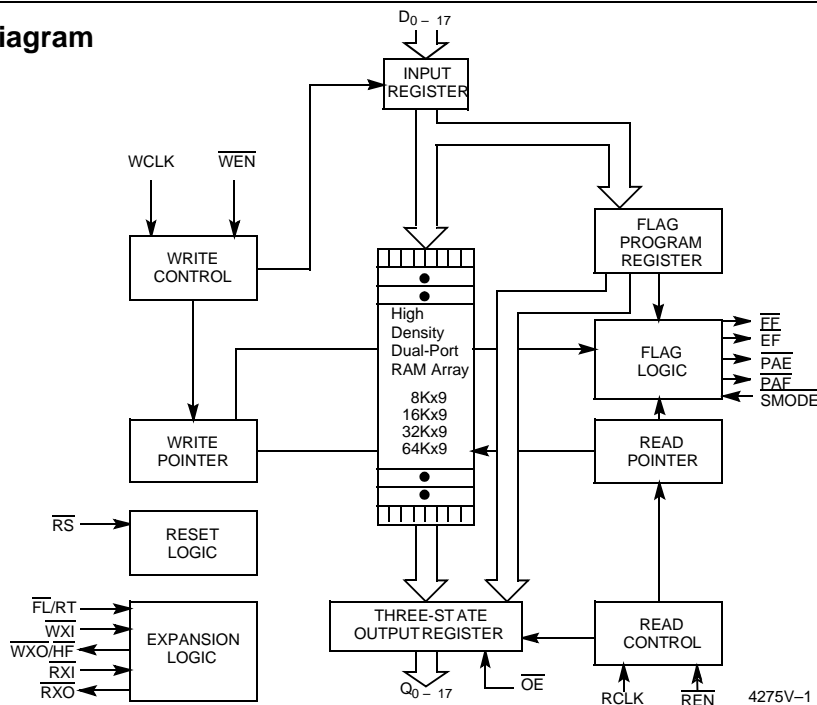 iagram
D0 – 17
INPUT
REGISTER
WCLK
WEN
WRITE
CONTROL
FLAG
PROGRAM
REGISTER
High
Density
Dual-Port
RAM Array
8Kx9
16Kx9
32Kx9
64Kx9
FLAG
LOGIC
FF
EF
PAE
PAF
SMODE
WRITE
POINTER
READ
POINTER
RS
RESET
LOGIC
FL/RT
WXI
WXO/HF
RXI
RXO
EXPANSION
LOGIC
THREE-STATE
OUTPUT REGISTER
READ
CONTROL
Q0 – 17
OE
RCLK
REN
4275V–1